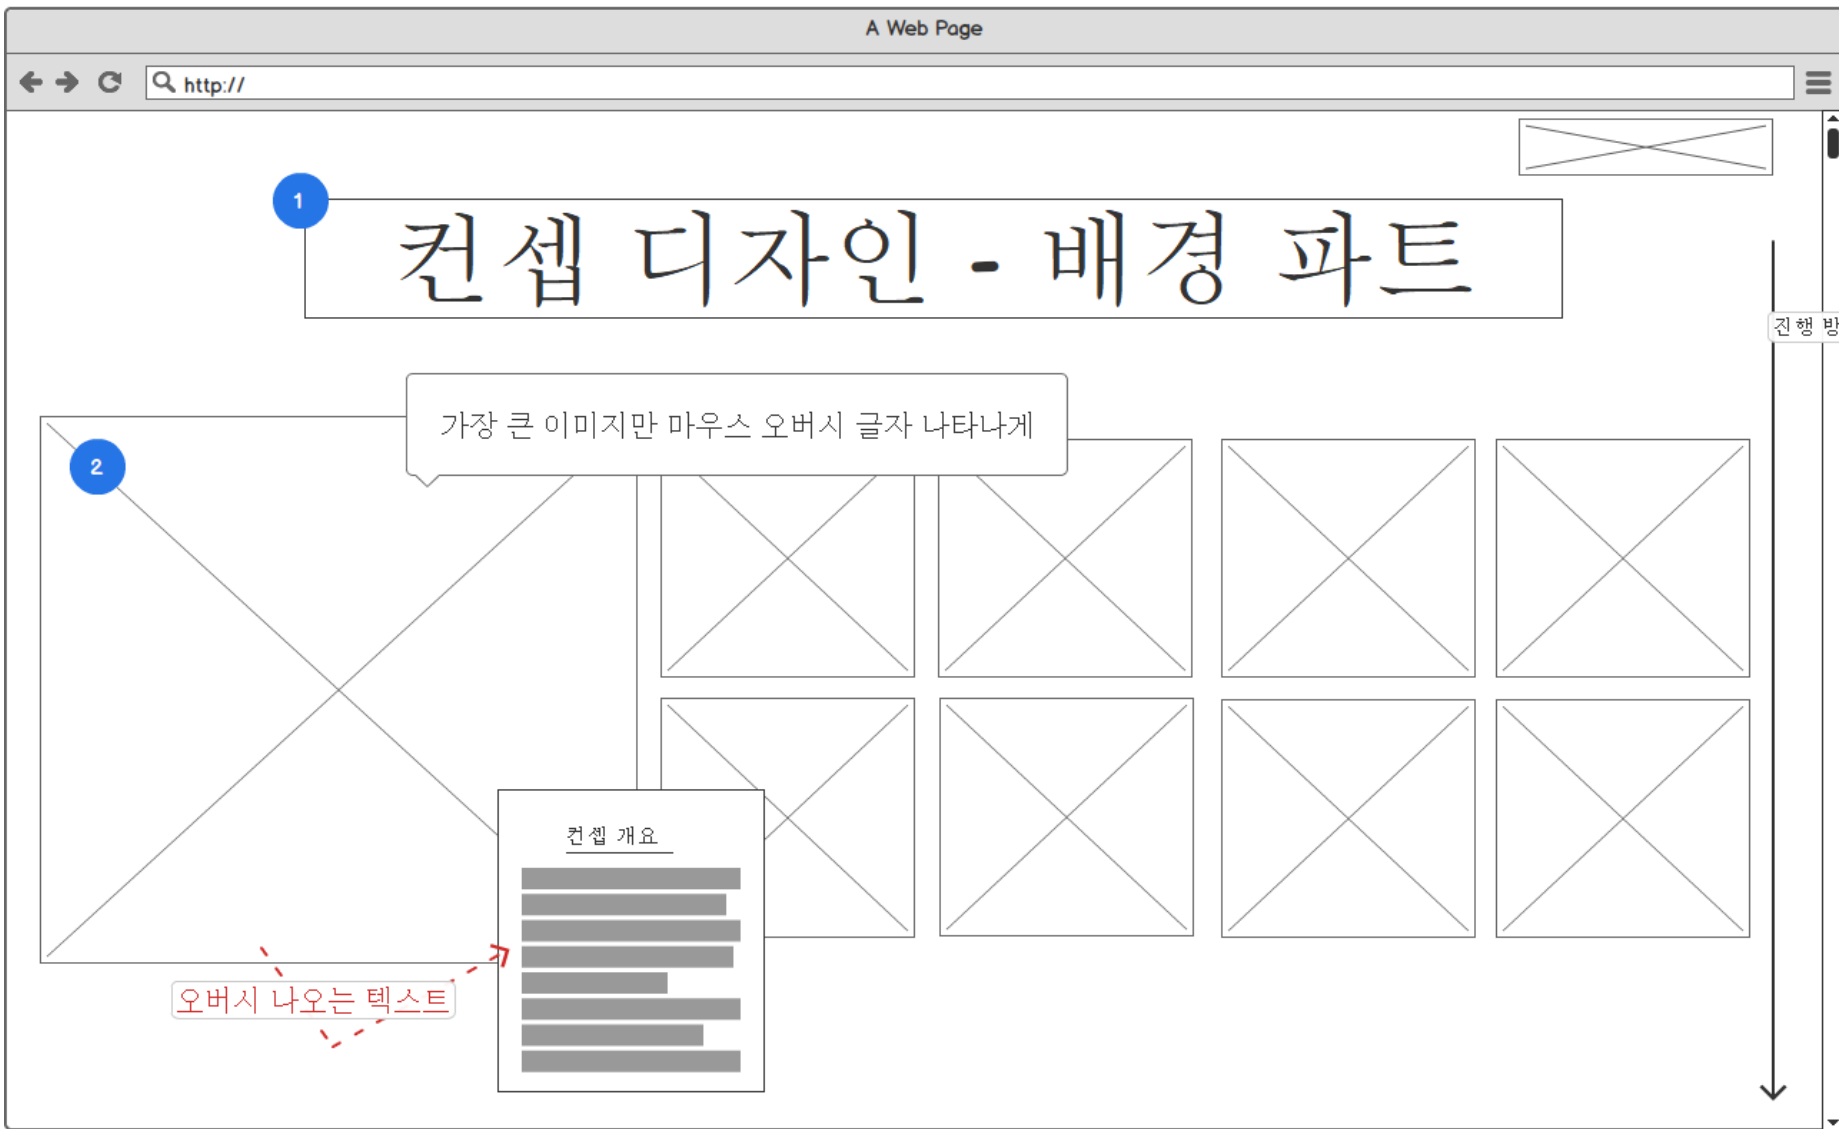 A Web Page
http://
1
컨셉 디자인 - 배경 파트
진행 방
가장 큰 이미지만 마우스 오버시 글자 나타나게
2
컨셉 개요
오버시 나오는 텍스트